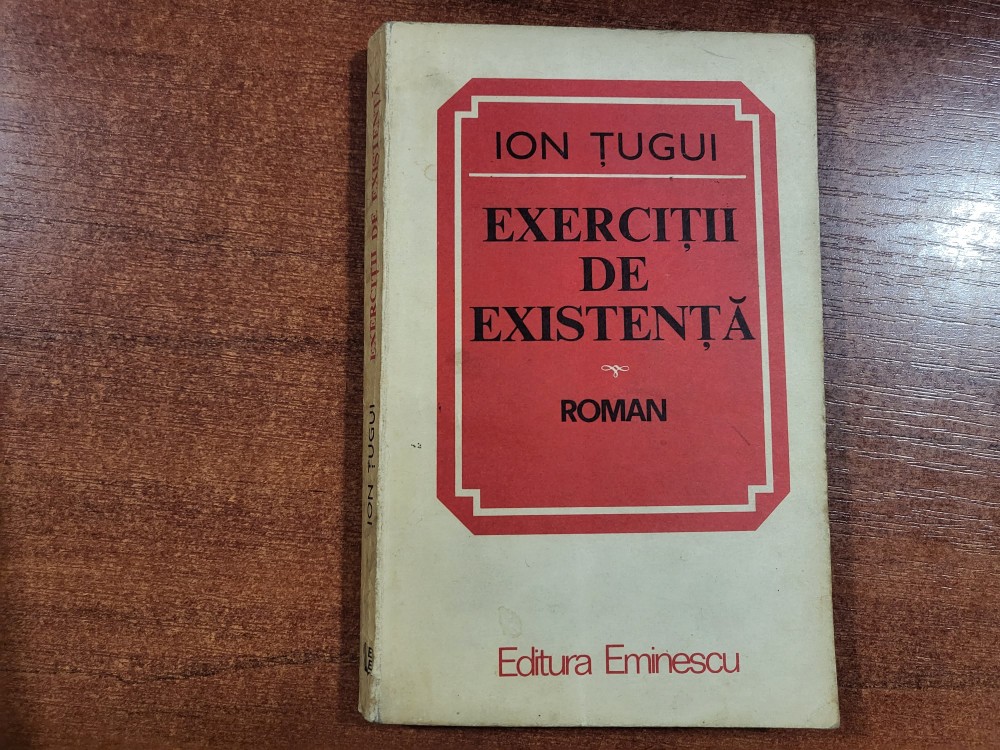 ION ȚUGUI
EXERCIȚII
DE
EXISTENȚĂ
ROMAN
Editura Eminescu
ION ȚUGUI EXERCIȚII DE EXISTENȚĂ